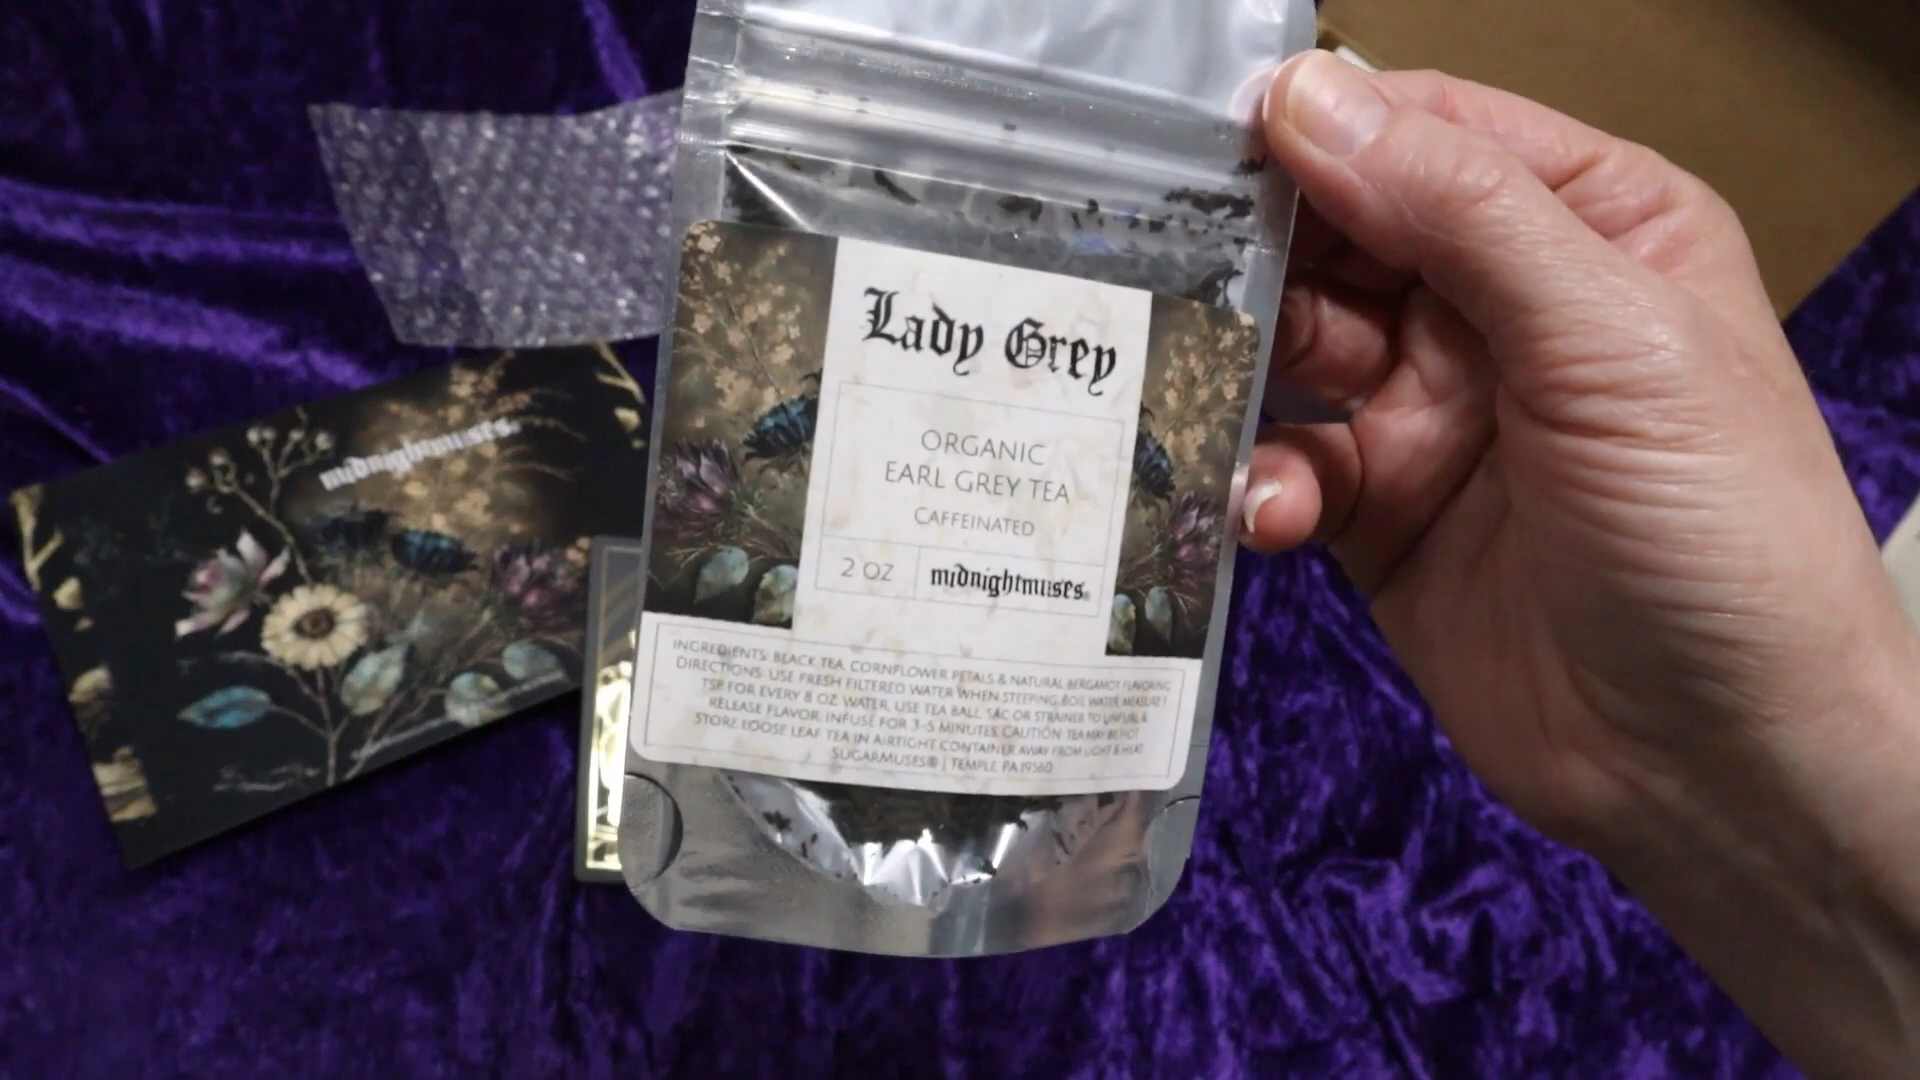 Lady Grey
ORGANIC
EARL GREY TEA
CAFFEINATED
2 OZ
midnightmuses®
INGREDIENTS: BLACK TEA, CORNFLOWER PETALS & NATURAL BERGAMOT FLAVORING
DIRECTIONS: USE FRESH FILTERED WATER WHEN STEEPING. BOIL WATER, MEASURE 1
TSP FOR EVERY 8 OZ WATER, USE TEA BALL, SAC OR STRAINER TO UNFURL &
RELEASE FLAVOR. INFUSE FOR 3-5 MINUTES. CAUTION: TEA MAY BE HOT
STORE LOOSE LEAF TEA IN AIRTIGHT CONTAINER AWAY FROM LIGHT & HEAT.
SUGARMUSES® | TEMPLE, PA 19560
midnightmuses